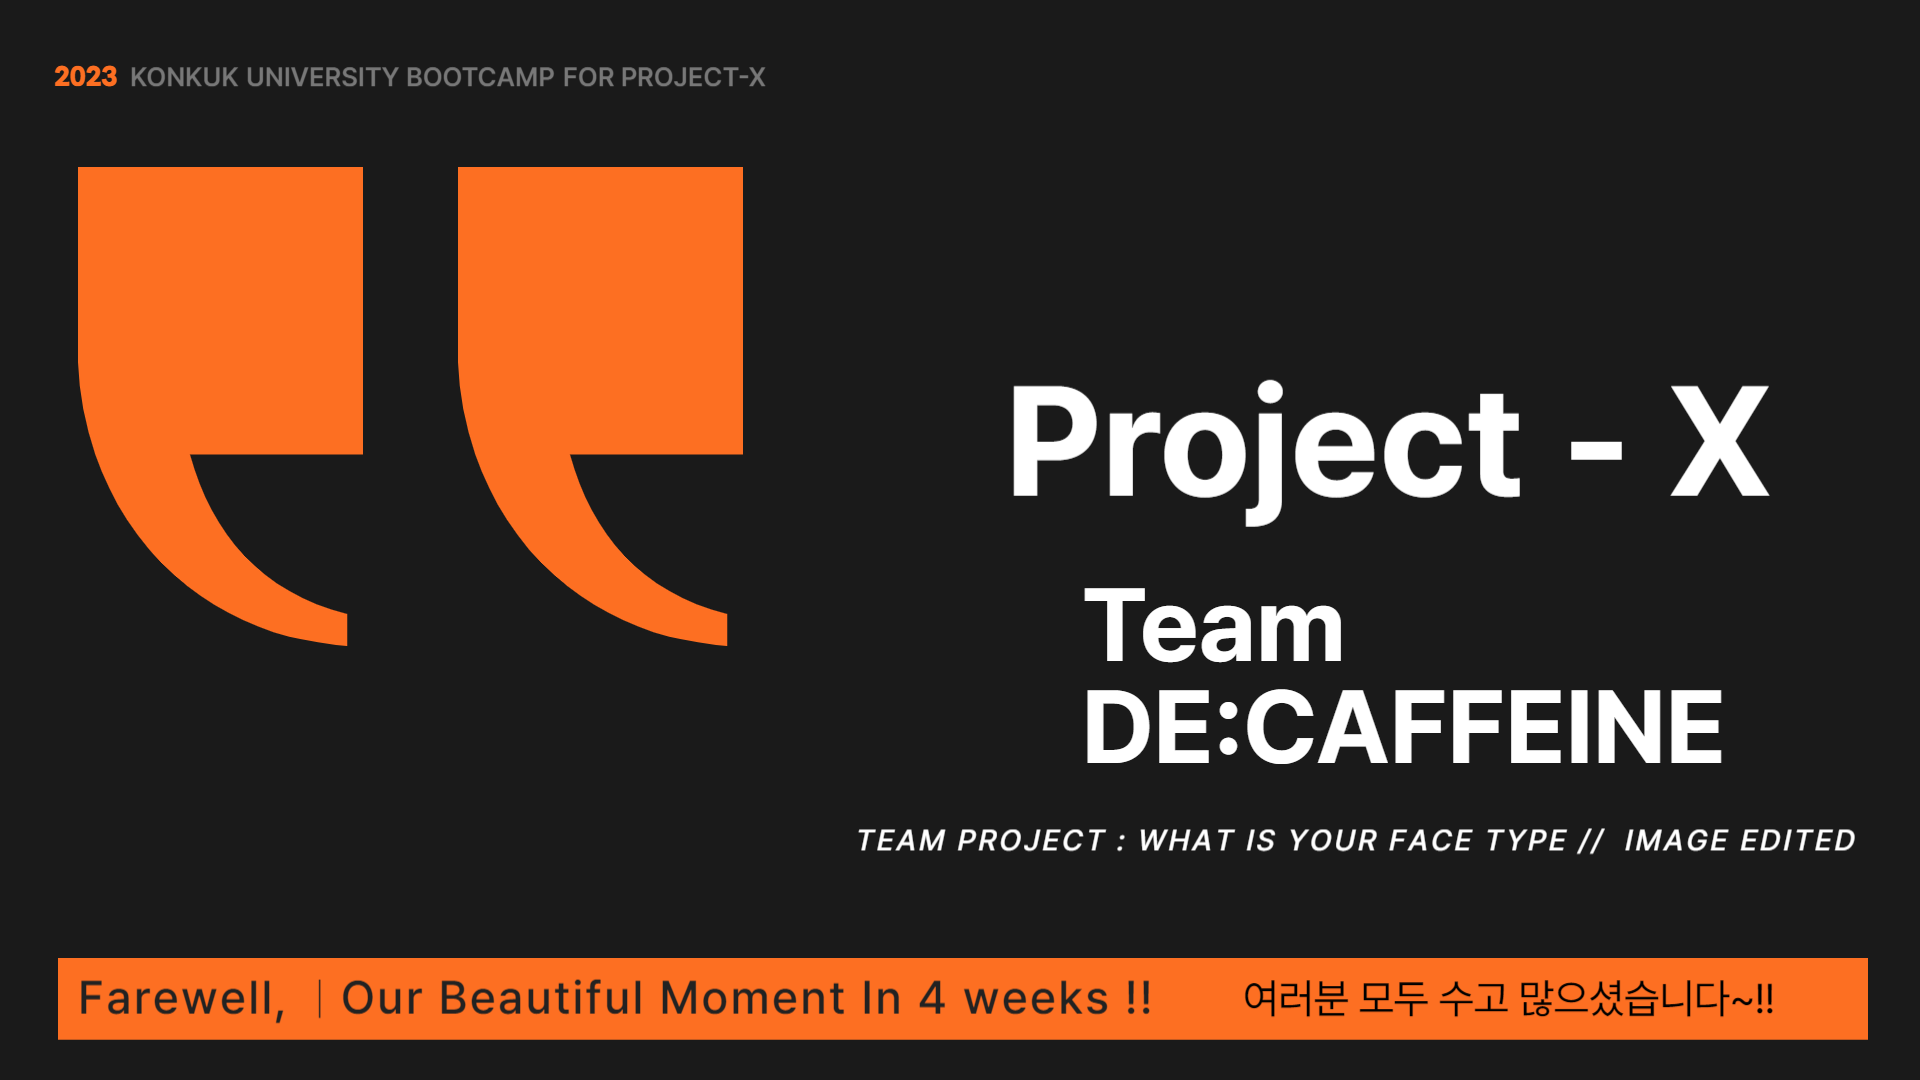 2023 KONKUK UNIVERSITY BOOTCAMP FOR PROJECT-X
Project - X
Team
DE:CAFFEINE
TEAM PROJECT : WHAT IS YOUR FACE TYPE // IMAGE EDITED
Farewell, | Our Beautiful Moment In 4 weeks !! 여러분 모두 수고 많으셨습니다~!!